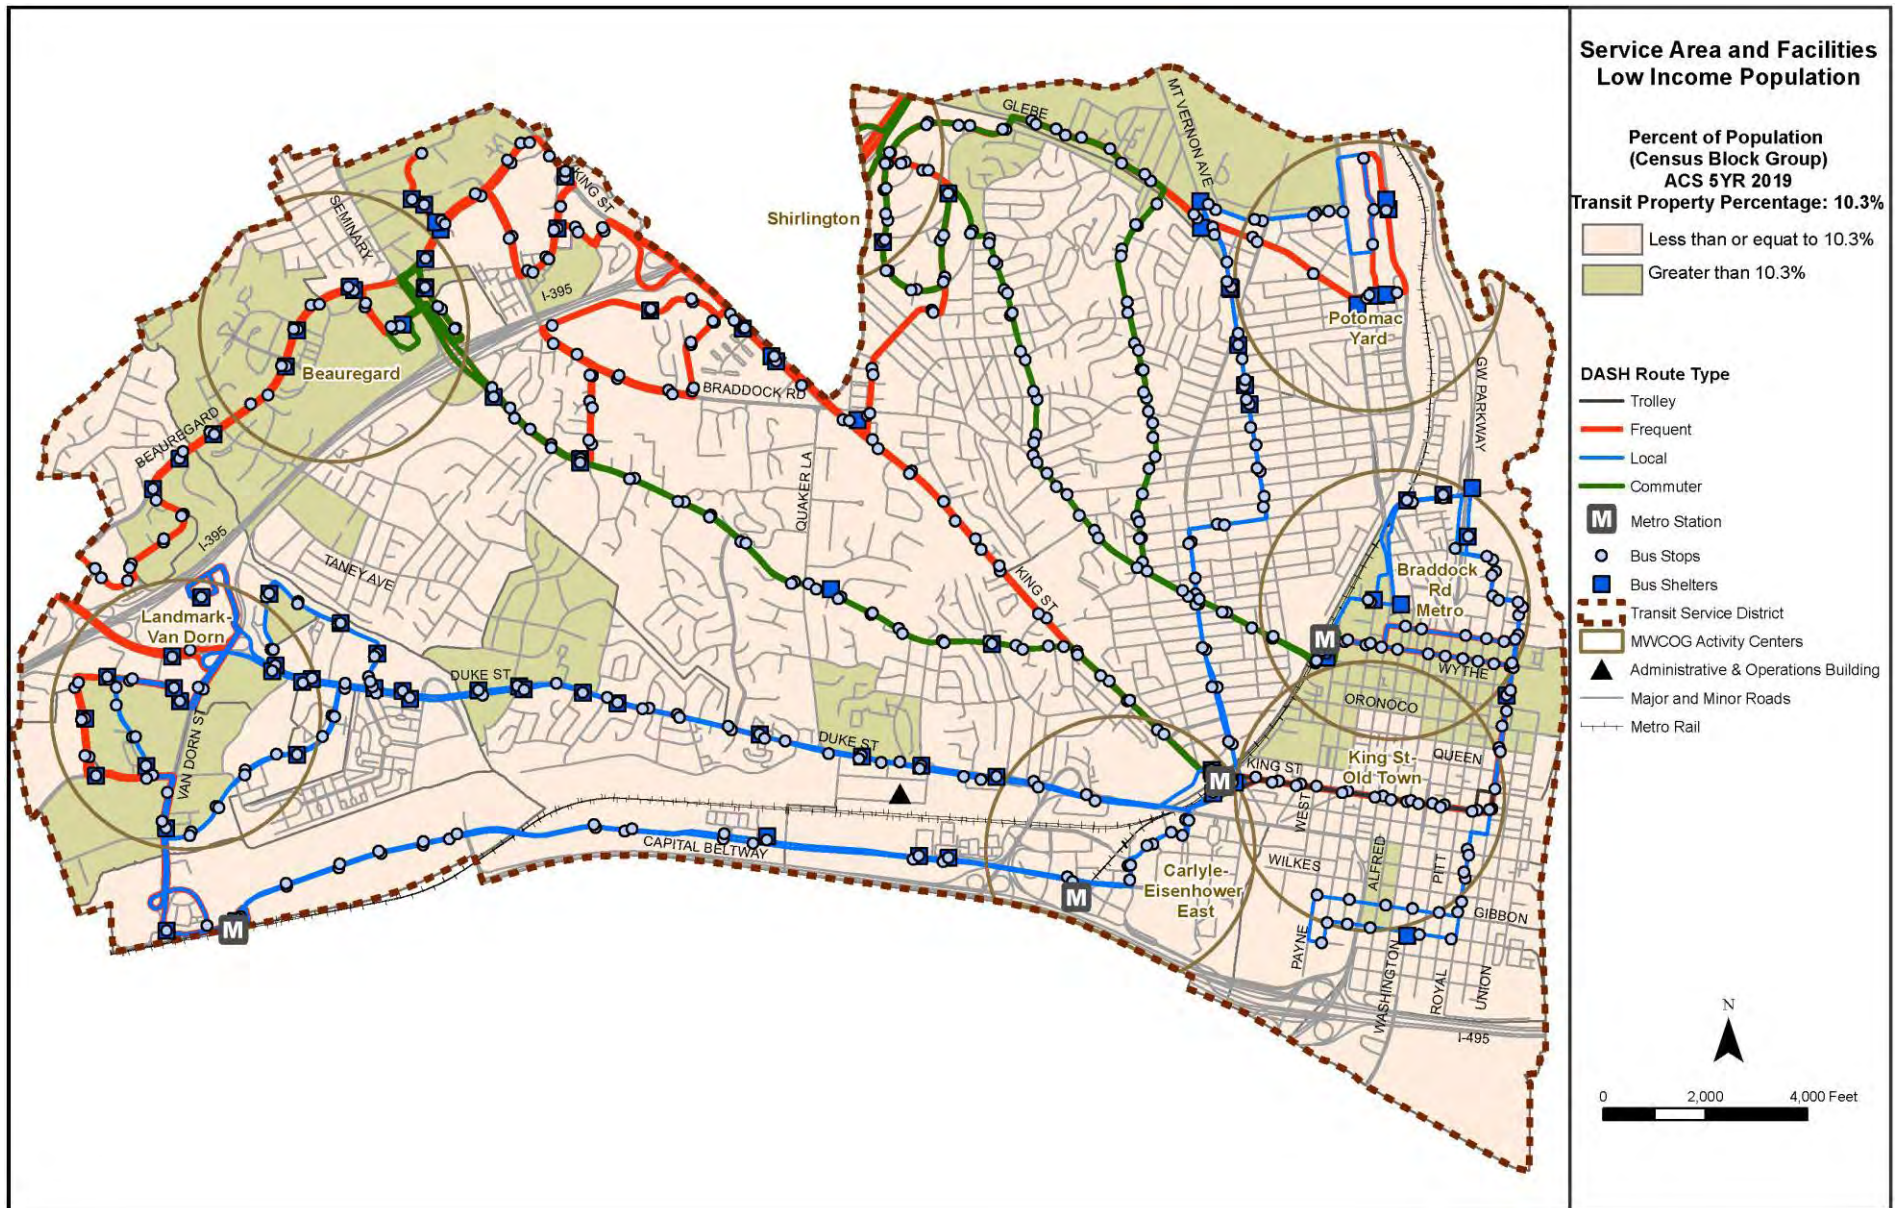 Service Area and Facilities
Low Income Population
Percent of Population
(Census Block Group)
ACS 5YR 2019
Transit Property Percentage: 10.3%
Less than or equat to 10.3%
Greater than 10.3%
DASH Route Type
Trolley
Frequent
Local
Commuter
M
Metro Station
Bus Stops
Bus Shelters
Transit Service District
MWCOG Activity Centers
Administrative & Operations Building
Major and Minor Roads
Metro Rail
N
0
2,000
4,000 Feet
GLEBE
MT VERNON AVE
KING ST
SEMINARY
Shirlington
I-395
Potomac
Yard
Beauregard
BRADDOCK RD
GW PARKWAY
BEAUREGARD
QUAKER LA
I-395
TANEY AVE
KING ST
Braddock
Rd
Metro
Landmark-
Van Dorn
M
WYTHE
DUKE ST
ORONOCO
VAN DORN ST
DUKE ST
QUEEN
King St-
Old Town
KING ST
M
WEST
CAPITAL BELTWAY
WILKES
ALFRED
PITT
Carlyle-
Eisenhower
East
M
GIBBON
M
PAYNE
WASHINGTON
ROYAL
UNION
I-495